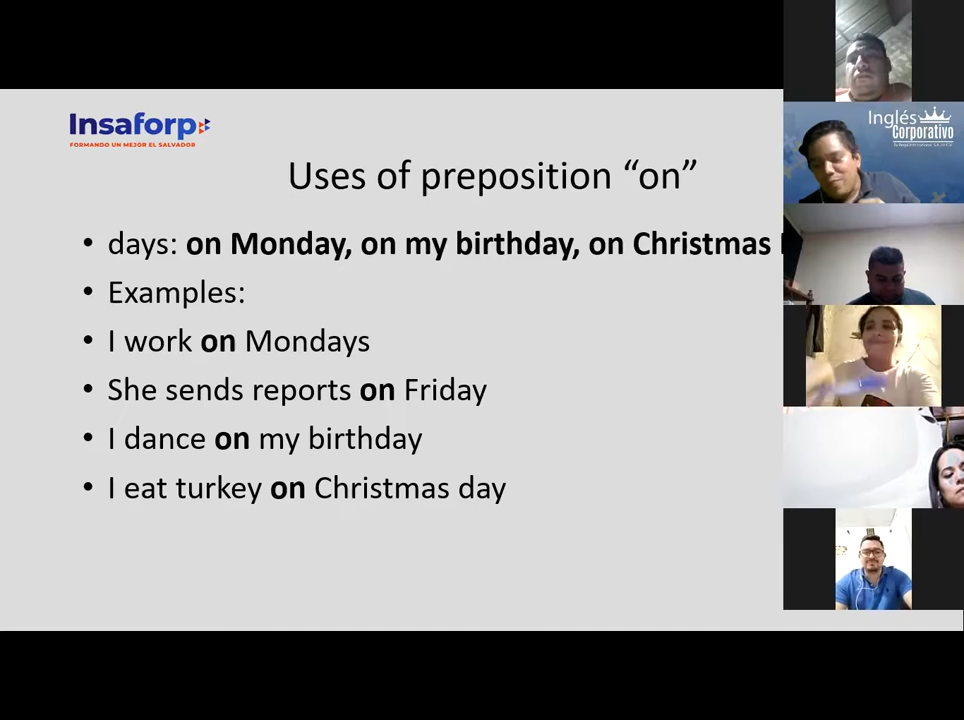 Insaforp
FORMANDO UN MEJOR EL SALVADOR
Uses of preposition “on”
• days: on Monday, on my birthday, on Christmas
• Examples:
• I work on Mondays
• She sends reports on Friday
• I dance on my birthday
• I eat turkey on Christmas day
Inglés
Corporativo